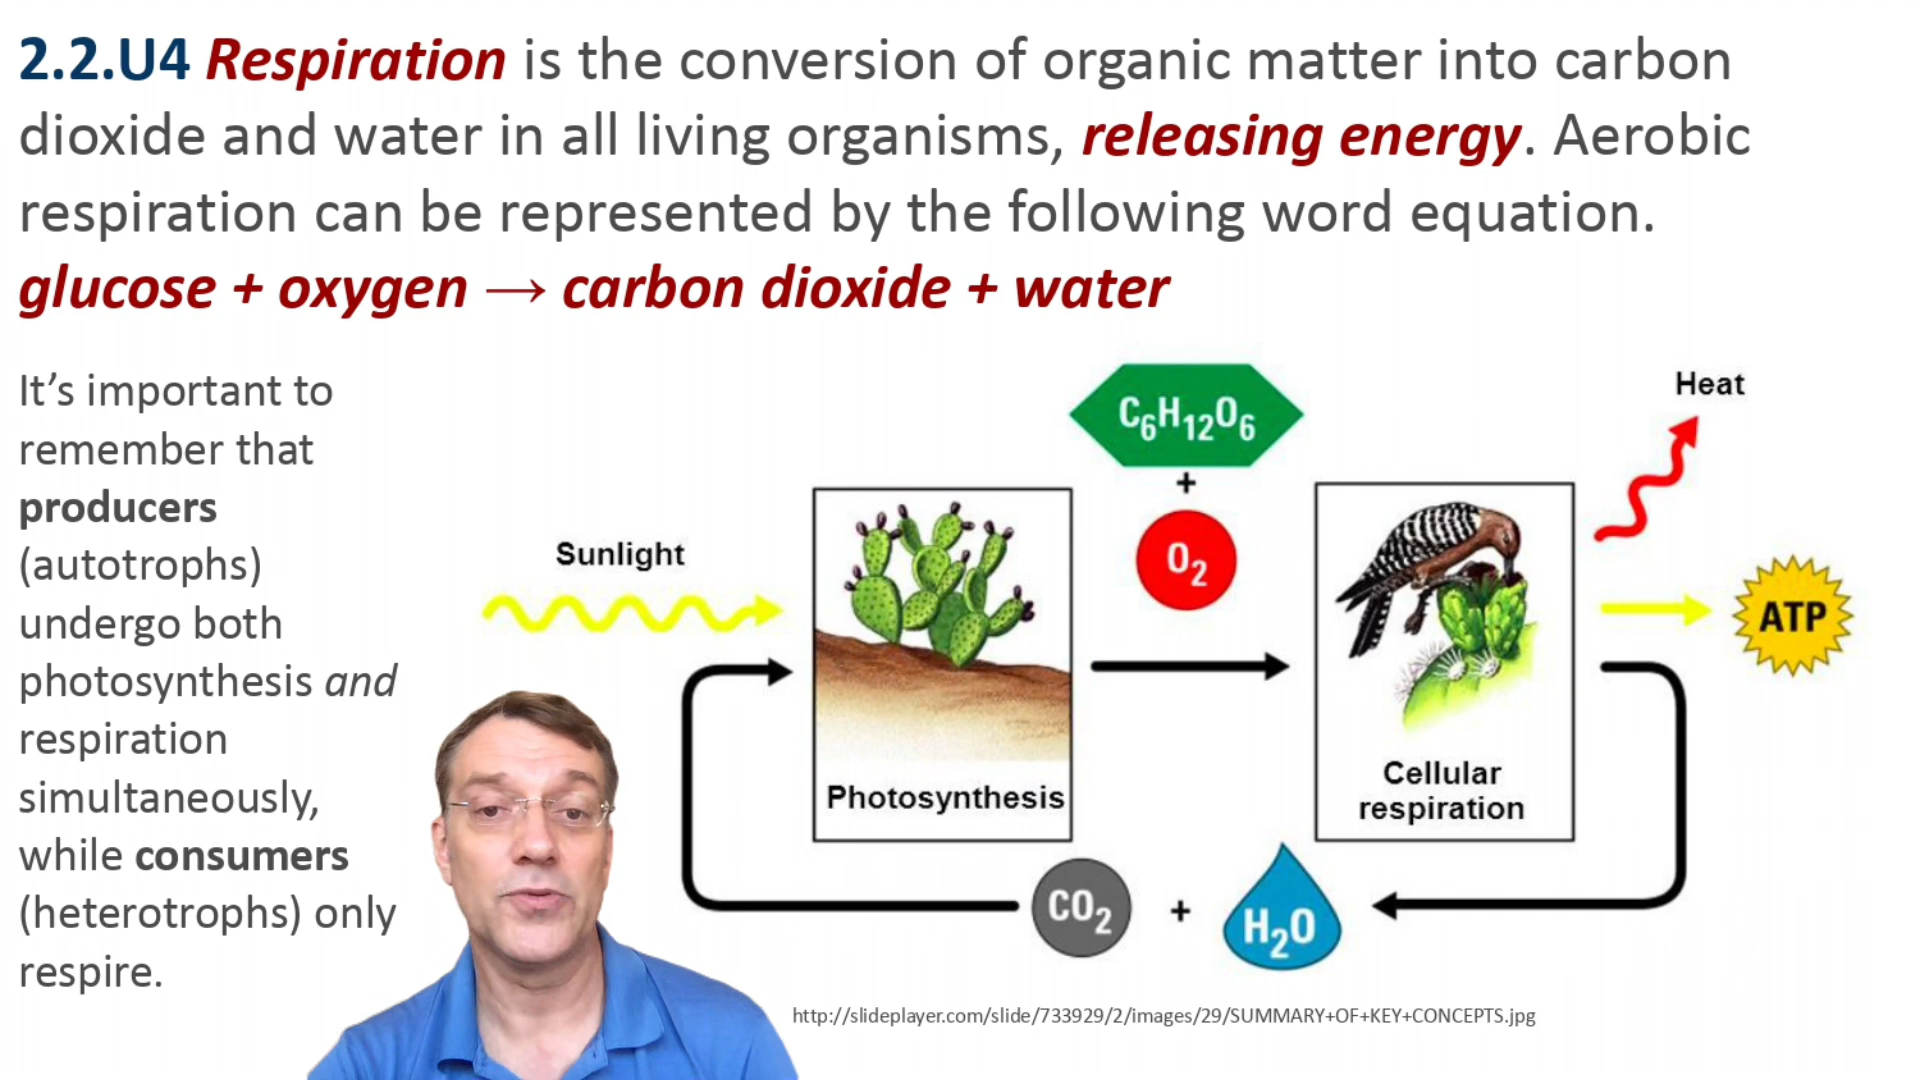 2.2.U4 Respiration is the conversion of organic matter into carbon
dioxide and water in all living organisms, releasing energy. Aerobic
respiration can be represented by the following word equation.
glucose + oxygen → carbon dioxide + water
It’s important to
remember that
producers
(autotrophs)
undergo both
photosynthesis and
respiration
simultaneously,
while consumers
(heterotrophs) only
respire.
Sunlight
Photosynthesis
C₆H₁₂O₆
+
O₂
Cellular
respiration
Heat
ATP
CO₂ + H₂O
http://slideplayer.com/slide/733929/2/images/29/SUMMARY+OF+KEY+CONCEPTS.jpg